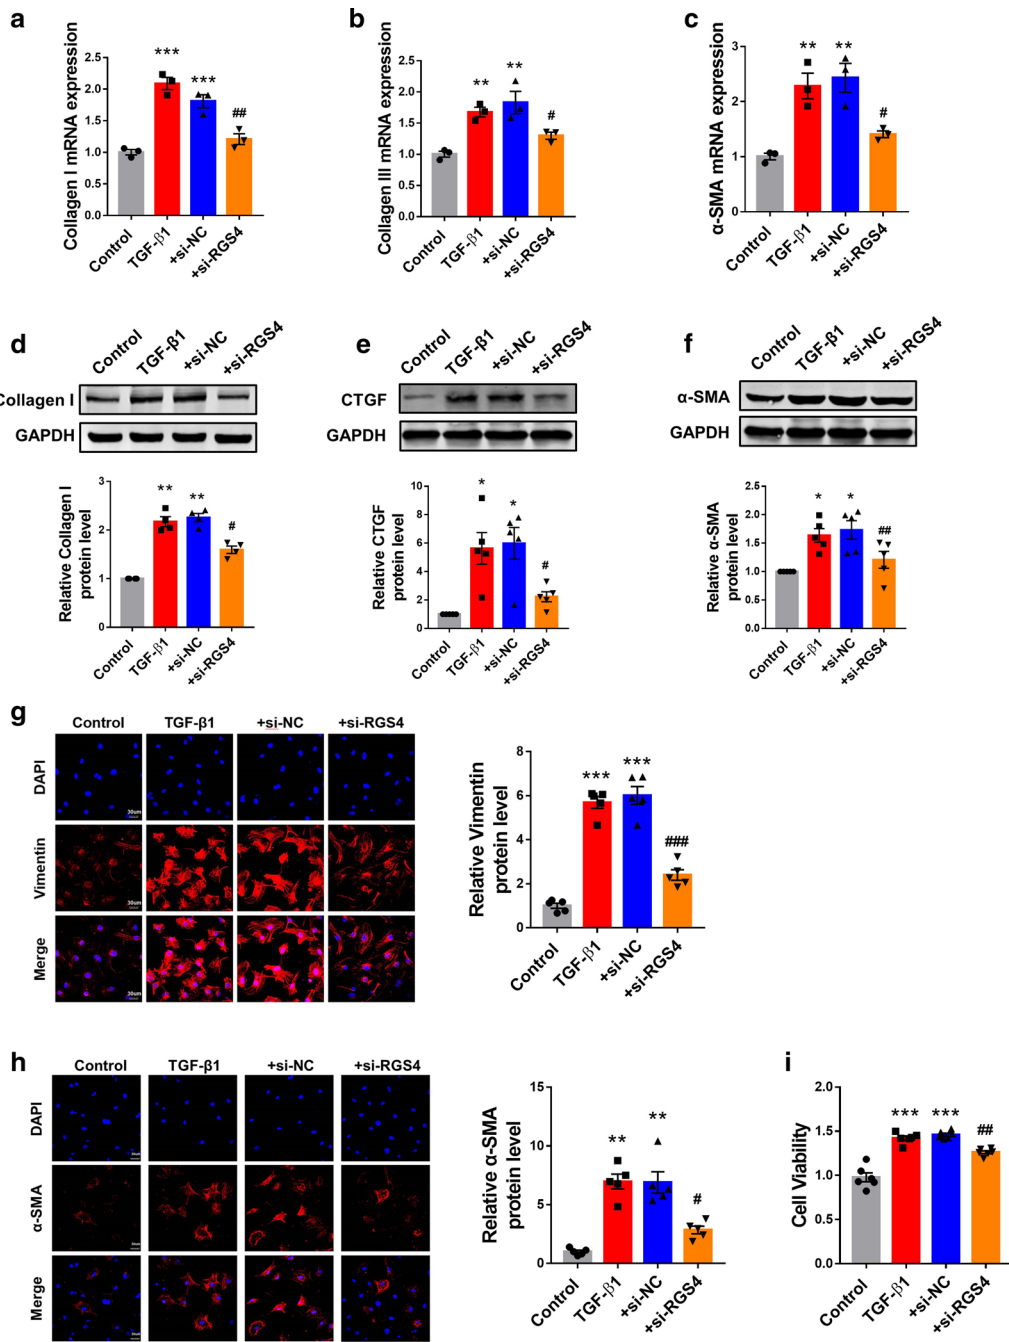 a
Collagen I mRNA expression
2.5
2.0
1.5
1.0
0.5
0.0
***
***
##
Control
TGF-β1
+si-NC
+si-RGS4
b
Collagen III mRNA expression
2.5
2.0
1.5
1.0
0.5
0.0
**
**
#
Control
TGF-β1
+si-NC
+si-RGS4
c
α-SMA mRNA expression
3
2
1
0
**
**
#
Control
TGF-β1
+si-NC
+si-RGS4
d
Control
TGF-β1
+si-NC
+si-RGS4
Collagen I
GAPDH
Relative Collagen I
protein level
3
2
1
0
**
**
#
Control
TGF-β1
+si-NC
+si-RGS4
e
Control
TGF-β1
+si-NC
+si-RGS4
CTGF
GAPDH
Relative CTGF
protein level
10
8
6
4
2
0
*
*
#
Control
TGF-β1
+si-NC
+si-RGS4
f
Control
TGF-β1
+si-NC
+si-RGS4
α-SMA
GAPDH
Relative α-SMA
protein level
2.5
2.0
1.5
1.0
0.5
0.0
*
*
##
Control
TGF-β1
+si-NC
+si-RGS4
g
Control
TGF-β1
+si-NC
+si-RGS4
DAPI
30um
Vimentin
30um
Merge
30um
Relative Vimentin
protein level
8
6
4
2
0
***
***
###
Control
TGF-β1
+si-NC
+si-RGS4
h
Control
TGF-β1
+si-NC
+si-RGS4
DAPI
α-SMA
Merge
Relative α-SMA
protein level
15
10
5
0
**
**
#
Control
TGF-β1
+si-NC
+si-RGS4
i
Cell Viability
2.0
1.5
1.0
0.5
0.0
***
***
##
Control
TGF-β1
+si-NC
+si-RGS4